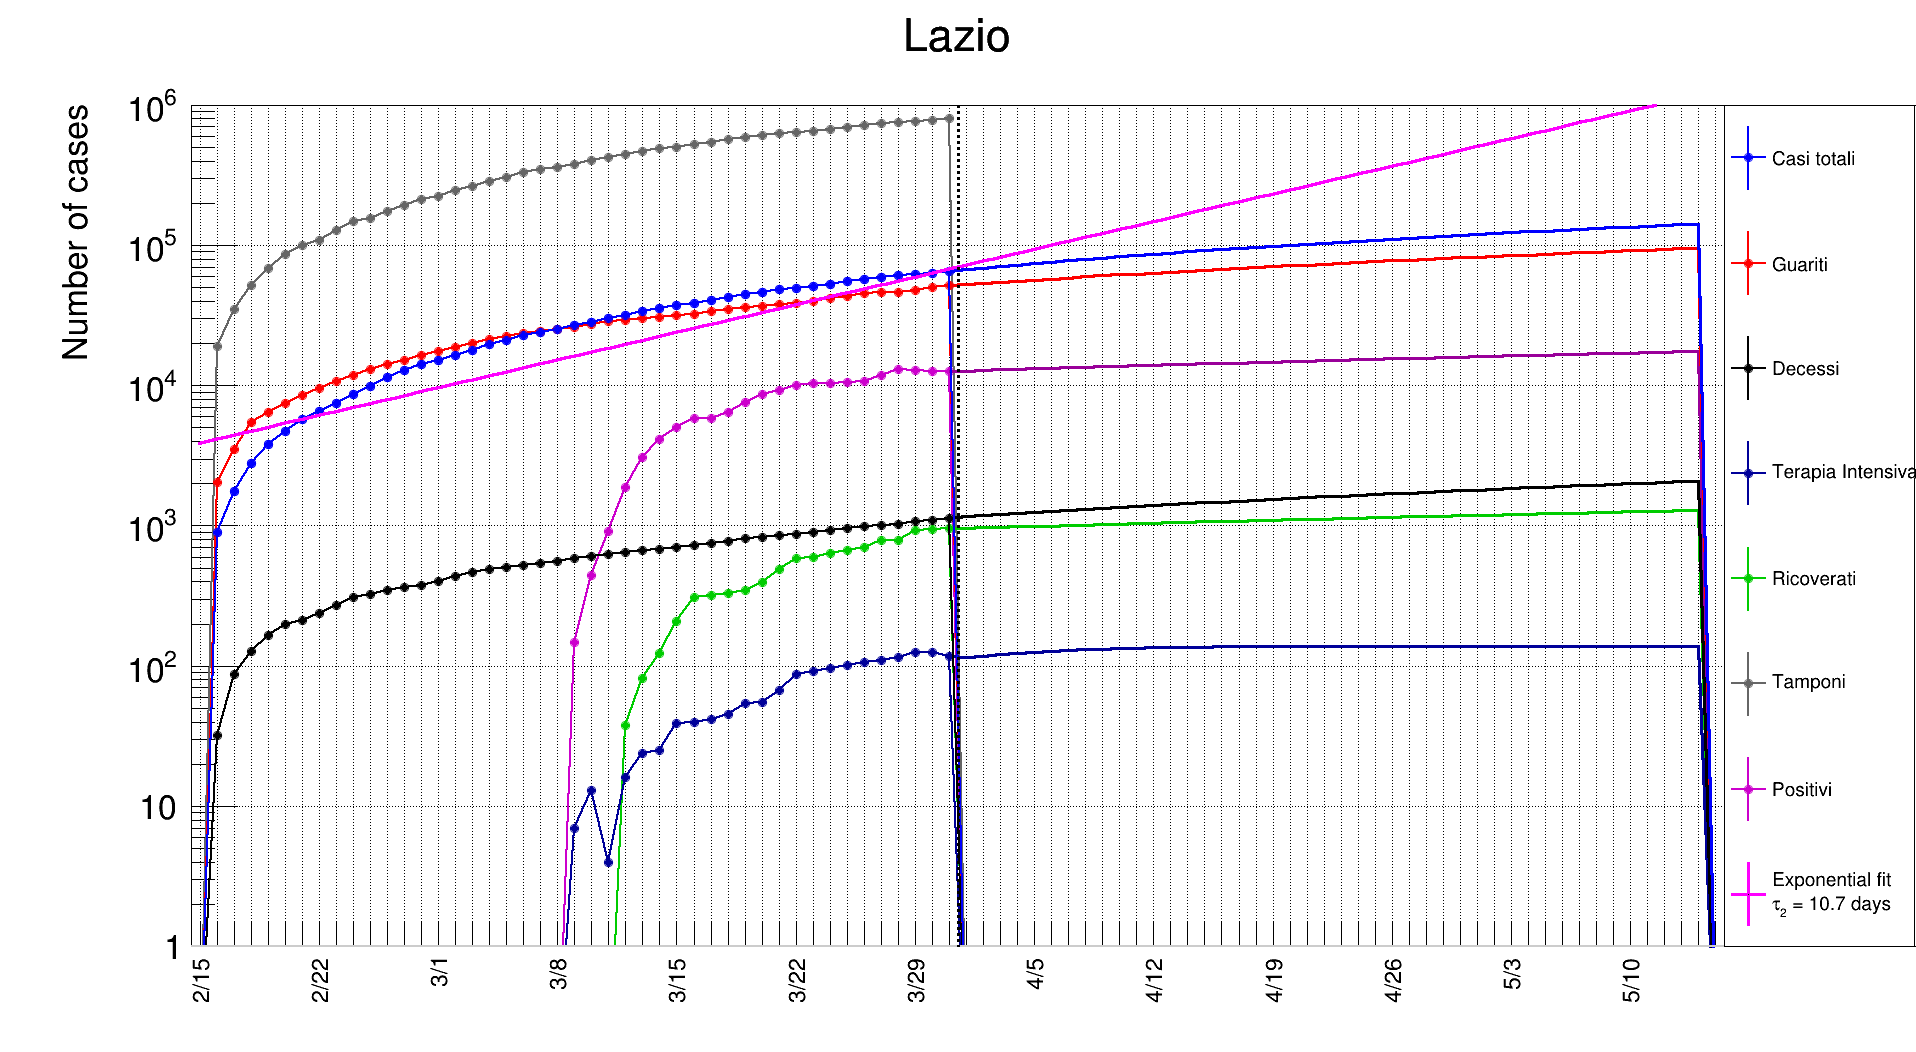 Lazio
Number of cases
10^6
10^5
10^4
10^3
10^2
10
1
2/15
2/22
3/1
3/8
3/15
3/22
3/29
4/5
4/12
4/19
4/26
5/3
5/10
Casi totali
Guariti
Decessi
Terapia Intensiva
Ricoverati
Tamponi
Positivi
Exponential fit
τ₂ = 10.7 days